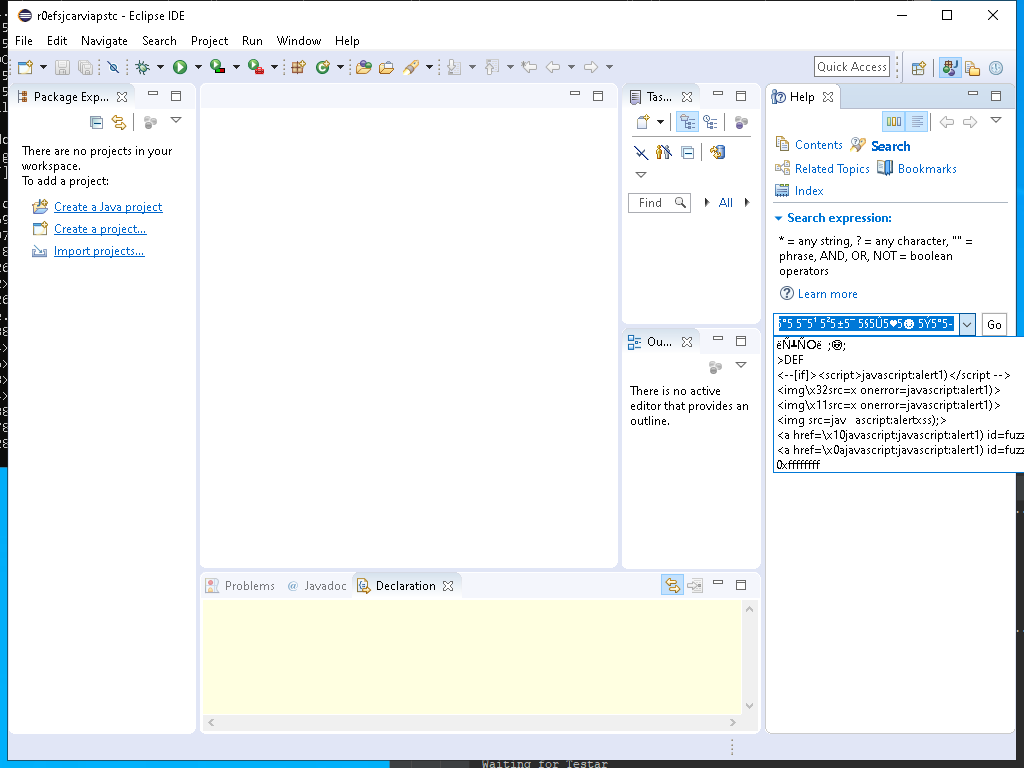 r0efsjcarviapstc - Eclipse IDE
File Edit Navigate Search Project Run Window Help
Quick Access
Package Exp...
Tas...
Help
There are no projects in your
workspace.
To add a project:
Create a Java project
Create a project...
Import projects...
Find
All
Contents
Search
Related Topics
Bookmarks
Index
Search expression:
* = any string, ? = any character, "" =
phrase, AND, OR, NOT = boolean
operators
Learn more
Go
>DEF
<--[if]><script>javascript:alert1)</script -->
<img\x32src=x onerror=javascript:alert1)>
<img\x11src=x onerror=javascript:alert1)>
<img src=jav ascript:alertxss);>
<a href=\x10javascript:javascript:alert1) id=fuzz
<a href=\x0ajavascript:javascript:alert1) id=fuzz
0xffffffff
Ou...
There is no active
editor that provides an
outline.
Problems
@ Javadoc
Declaration
Waiting for Testar